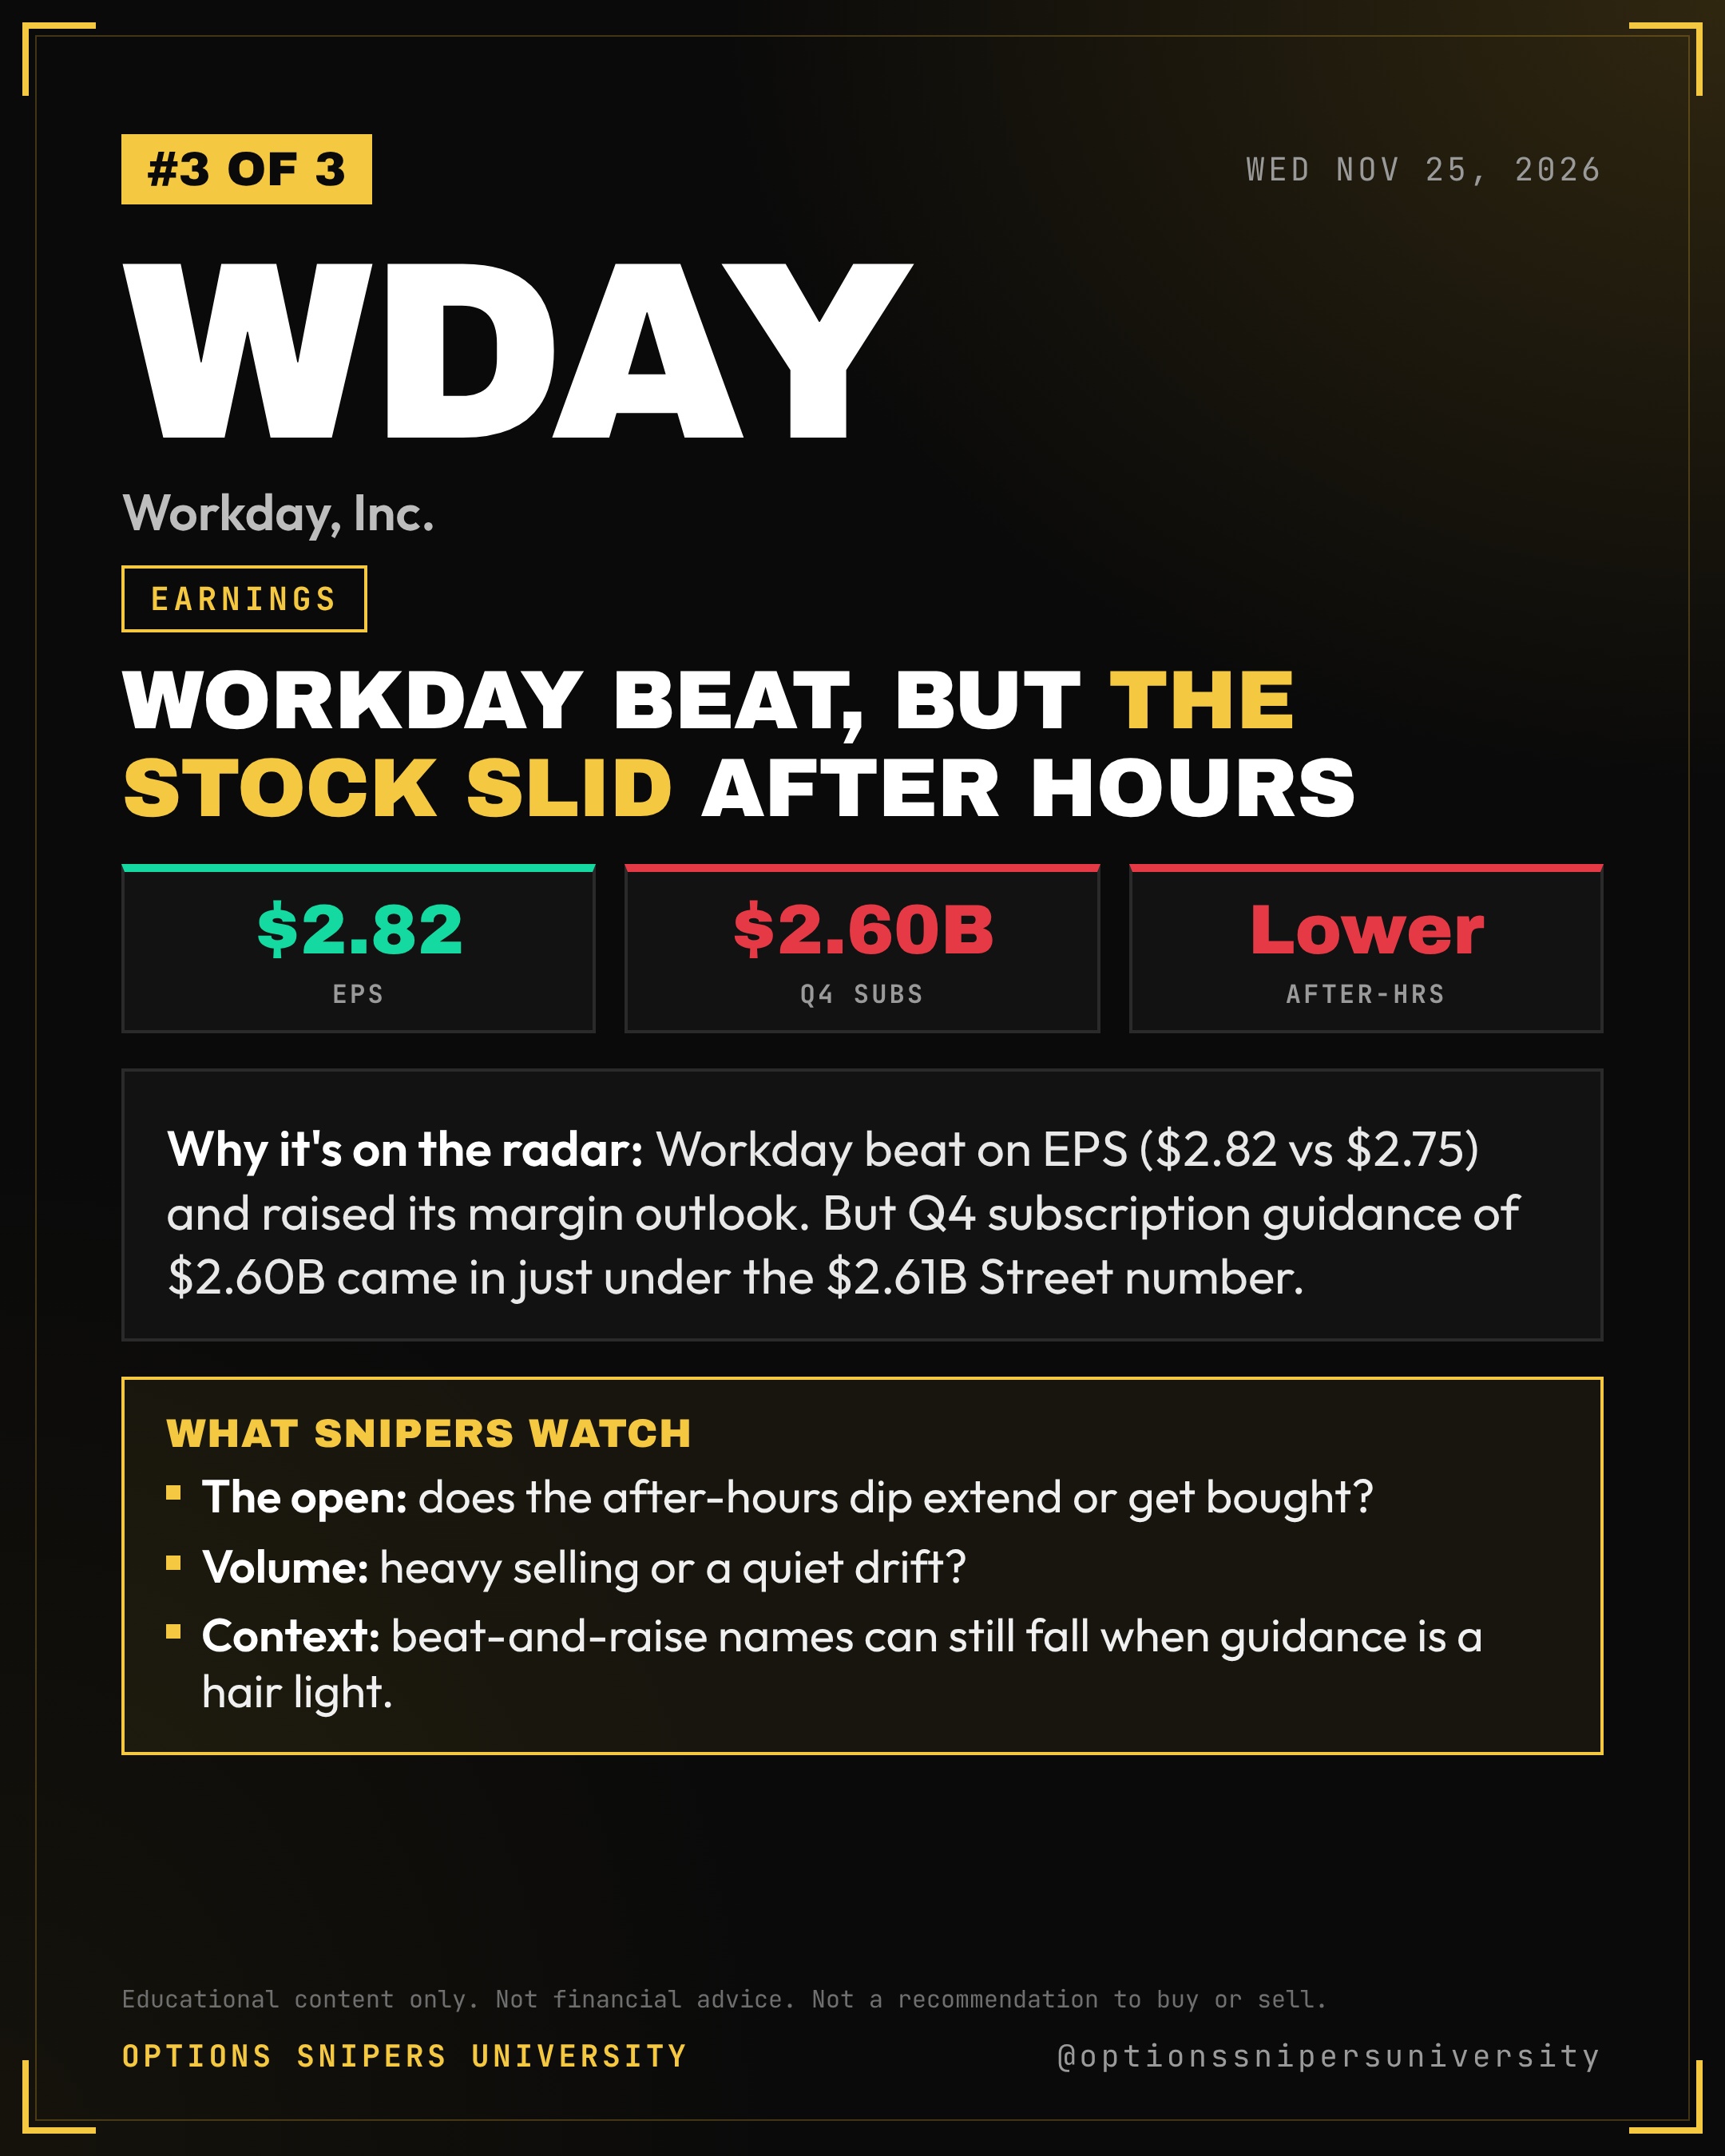 #3 OF 3
WED NOV 25, 2026
WDAY
Workday, Inc.
EARNINGS
WORKDAY BEAT, BUT THE
STOCK SLID AFTER HOURS
$2.82
EPS
$2.60B
Q4 SUBS
Lower
AFTER-HRS
Why it's on the radar: Workday beat on EPS ($2.82 vs $2.75)
and raised its margin outlook. But Q4 subscription guidance of
$2.60B came in just under the $2.61B Street number.
WHAT SNIPERS WATCH
The open: does the after-hours dip extend or get bought?
Volume: heavy selling or a quiet drift?
Context: beat-and-raise names can still fall when guidance is a
hair light.
Educational content only. Not financial advice. Not a recommendation to buy or sell.
OPTIONS SNIPERS UNIVERSITY
@optionssnipersuniversity